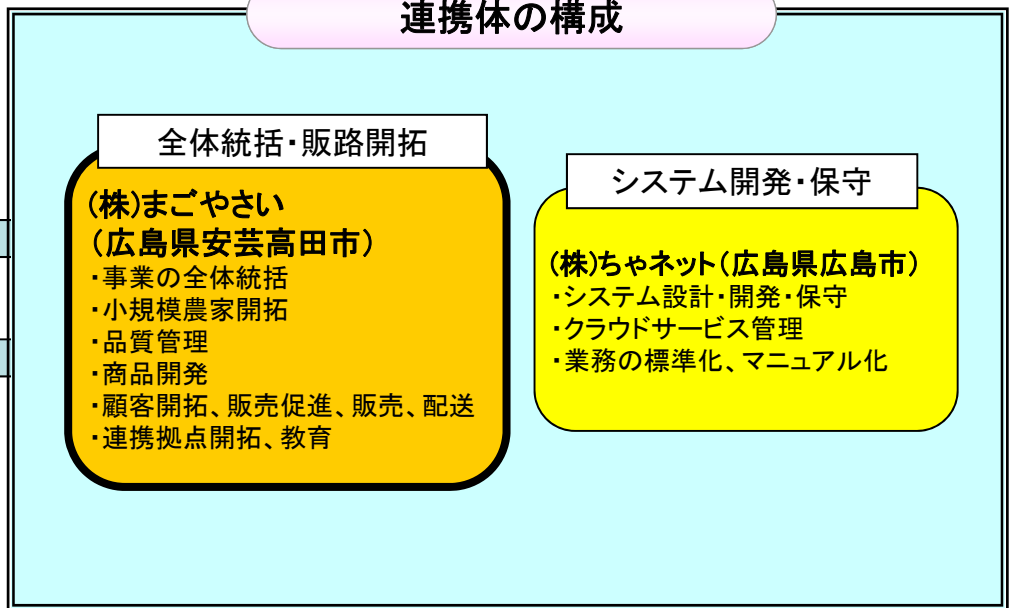 連携体の構成
全体統括・販路開拓
(株)まごやさい
(広島県安芸高田市)
・事業の全体統括
・小規模農家開拓
・品質管理
・商品開発
・顧客開拓、販売促進、販売、配送
・連携拠点開拓、教育
システム開発・保守
(株)ちゃネット(広島県広島市)
・システム設計・開発・保守
・クラウドサービス管理
・業務の標準化、マニュアル化